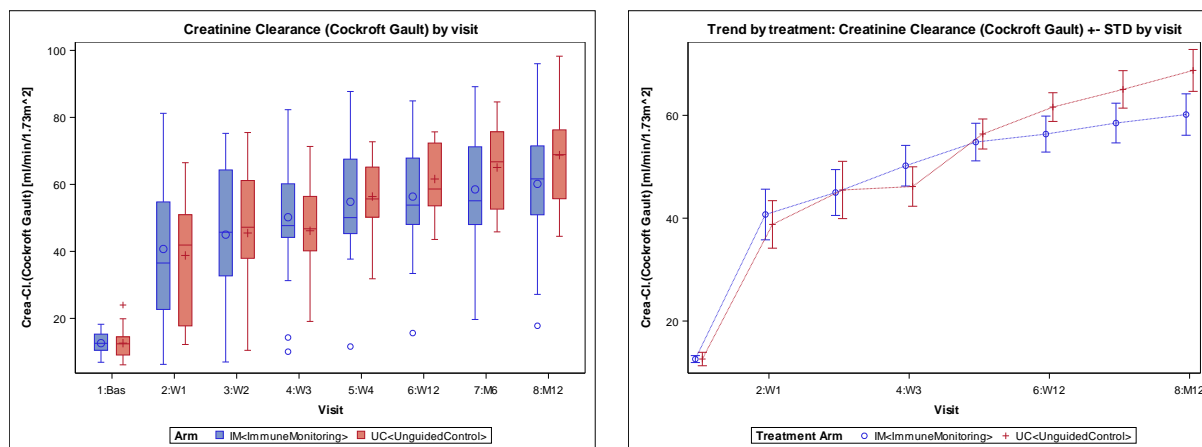 Creatinine Clearance (Cockroft Gault) by visit
Crea-Cl.(Cockroft Gault) [ml/min/1.73m^2]
100
80
60
40
20
1:Bas 2:W1 3:W2 4:W3 5:W4 6:W12 7:M6 8:M12
Visit
Arm IM<ImmuneMonitoring> UC<UnguidedControl>
Trend by treatment: Creatinine Clearance (Cockroft Gault) +- STD by visit
Crea-Cl.(Cockroft Gault) [ml/min/1.73m^2]
60
40
20
2:W1 4:W3 6:W12 8:M12
Visit
Treatment Arm IM<ImmuneMonitoring> UC<UnguidedControl>